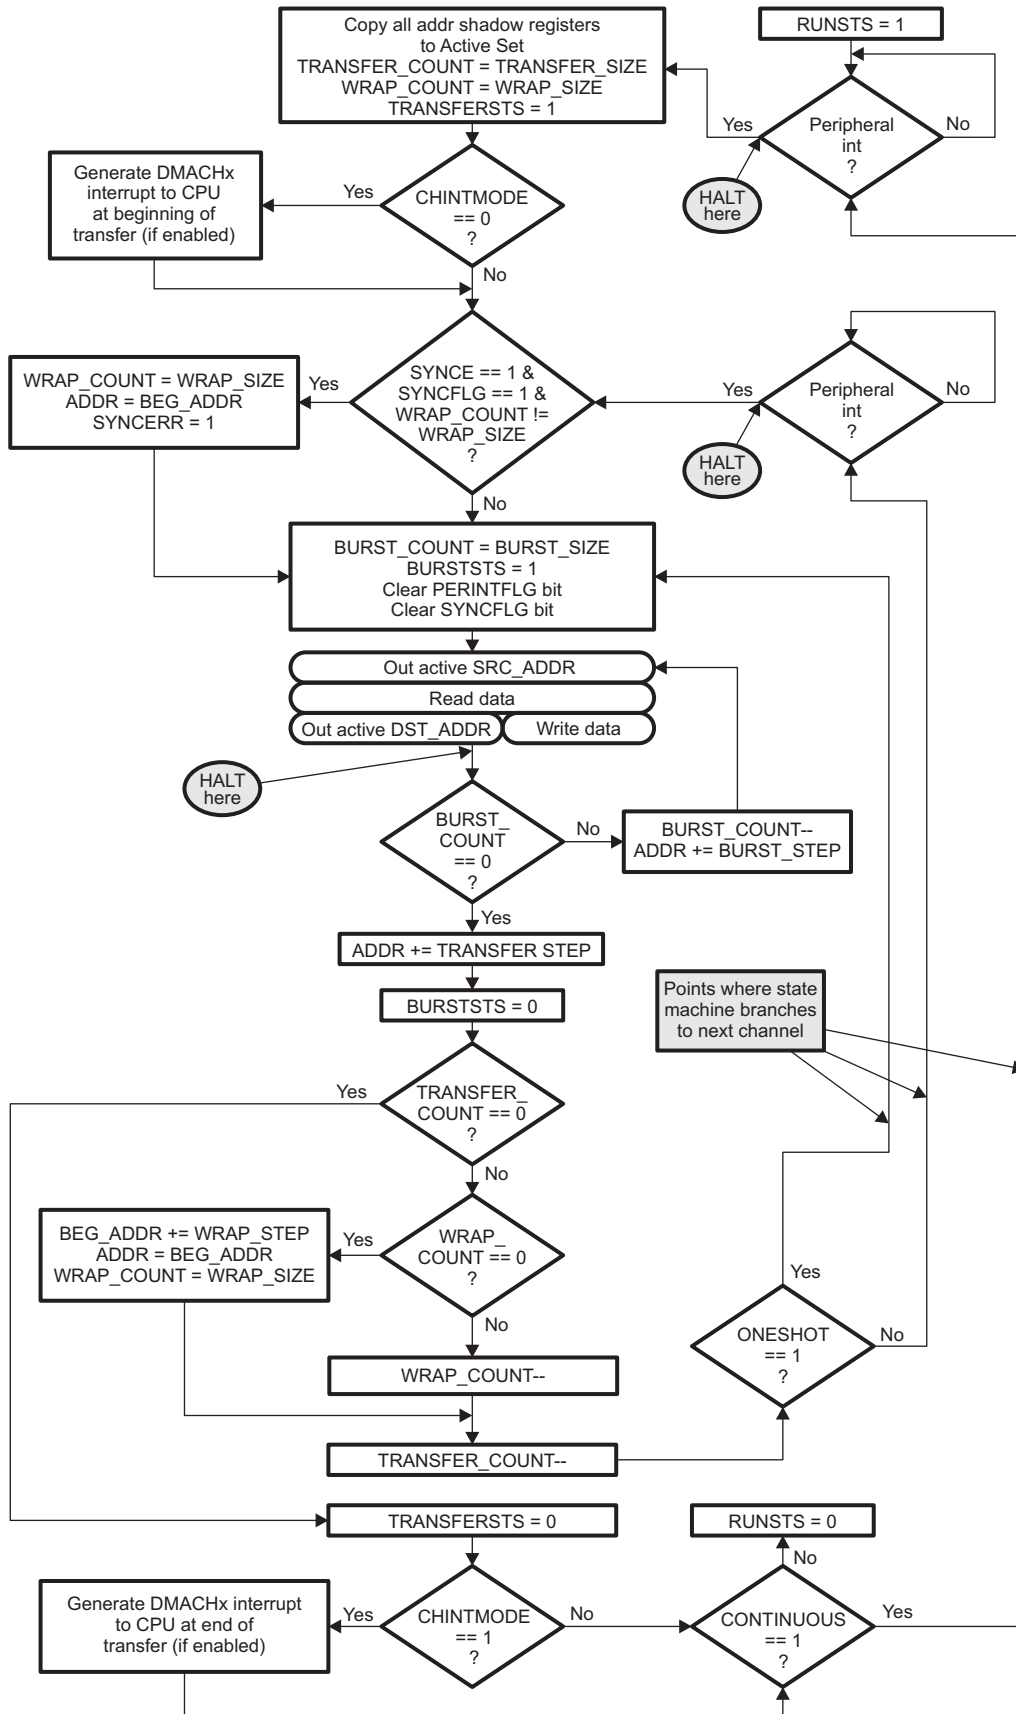 Copy all addr shadow registers
to Active Set
TRANSFER_COUNT = TRANSFER_SIZE
WRAP_COUNT = WRAP_SIZE
TRANSFERSTS = 1
RUNSTS = 1
Peripheral
int
?
Yes
No
HALT
here
Generate DMACHx
interrupt to CPU
at beginning of
transfer (if enabled)
Yes
CHINTMODE
== 0
?
No
WRAP_COUNT = WRAP_SIZE
ADDR = BEG_ADDR
SYNCERR = 1
Yes
SYNCE == 1 &
SYNCFLG == 1 &
WRAP_COUNT !=
WRAP_SIZE
?
No
Yes
Peripheral
int
?
No
HALT
here
BURST_COUNT = BURST_SIZE
BURSTSTS = 1
Clear PERINTFLG bit
Clear SYNCFLG bit
Out active SRC_ADDR
Read data
Out active DST_ADDR
Write data
HALT
here
BURST_
COUNT
== 0
?
No
BURST_COUNT--
ADDR += BURST_STEP
Yes
ADDR += TRANSFER STEP
BURSTSTS = 0
Points where state
machine branches
to next channel
Yes
TRANSFER_
COUNT == 0
?
No
BEG_ADDR += WRAP_STEP
ADDR = BEG_ADDR
WRAP_COUNT = WRAP_SIZE
Yes
WRAP_
COUNT == 0
?
No
WRAP_COUNT--
TRANSFER_COUNT--
Yes
ONESHOT
== 1
?
No
TRANSFERSTS = 0
RUNSTS = 0
Generate DMACHx interrupt
to CPU at end of
transfer (if enabled)
Yes
CHINTMODE
== 1
?
No
No
CONTINUOUS
== 1
?
Yes